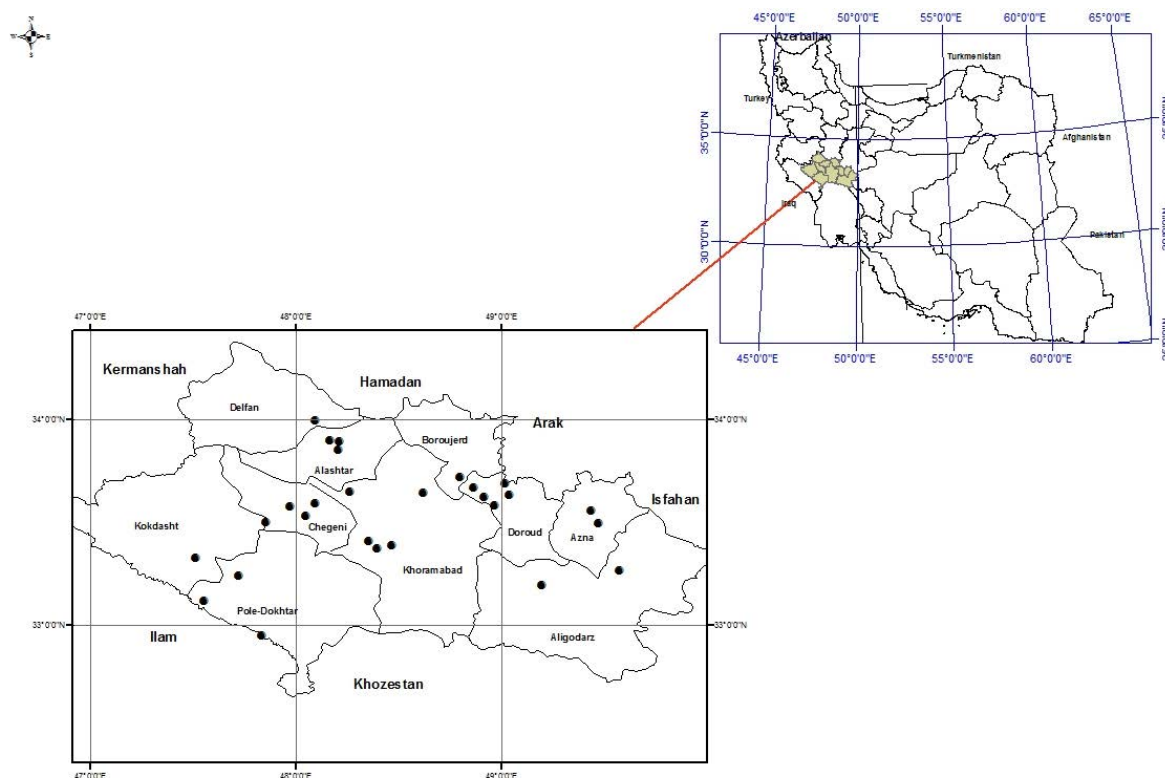 N
W E
S
45°0'0"E 50°0'0"E 55°0'0"E 60°0'0"E 65°0'0"E
Azerbaijan
Turkmenistan
Turkey
35°0'0"N
Afghanistan
Iraq
30°0'0"N
Pakistan
45°0'0"E 50°0'0"E 55°0'0"E 60°0'0"E
47°0'0"E 48°0'0"E 49°0'0"E
Kermanshah
Hamadan
Delfan
34°0'0"N 34°0'0"N
Arak
Boroujerd
Alashtar
Isfahan
Kokdasht
Chegeni
Doroud
Azna
Khoramabad
Pole-Dokhtar
33°0'0"N 33°0'0"N
Ilam
Aligodarz
Khozestan
47°0'0"E 48°0'0"E 49°0'0"E